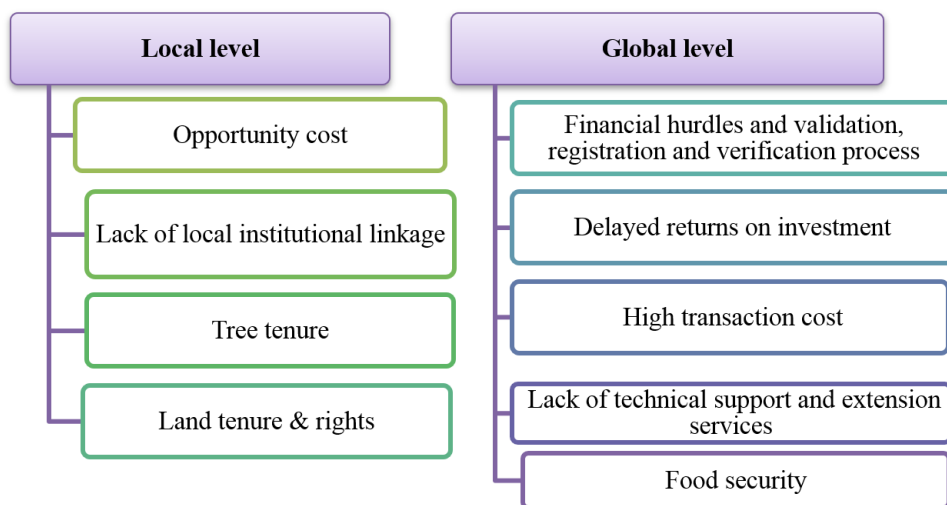 Local level
Opportunity cost
Lack of local institutional linkage
Tree tenure
Land tenure & rights
Global level
Financial hurdles and validation,
registration and verification process
Delayed returns on investment
High transaction cost
Lack of technical support and extension
services
Food security